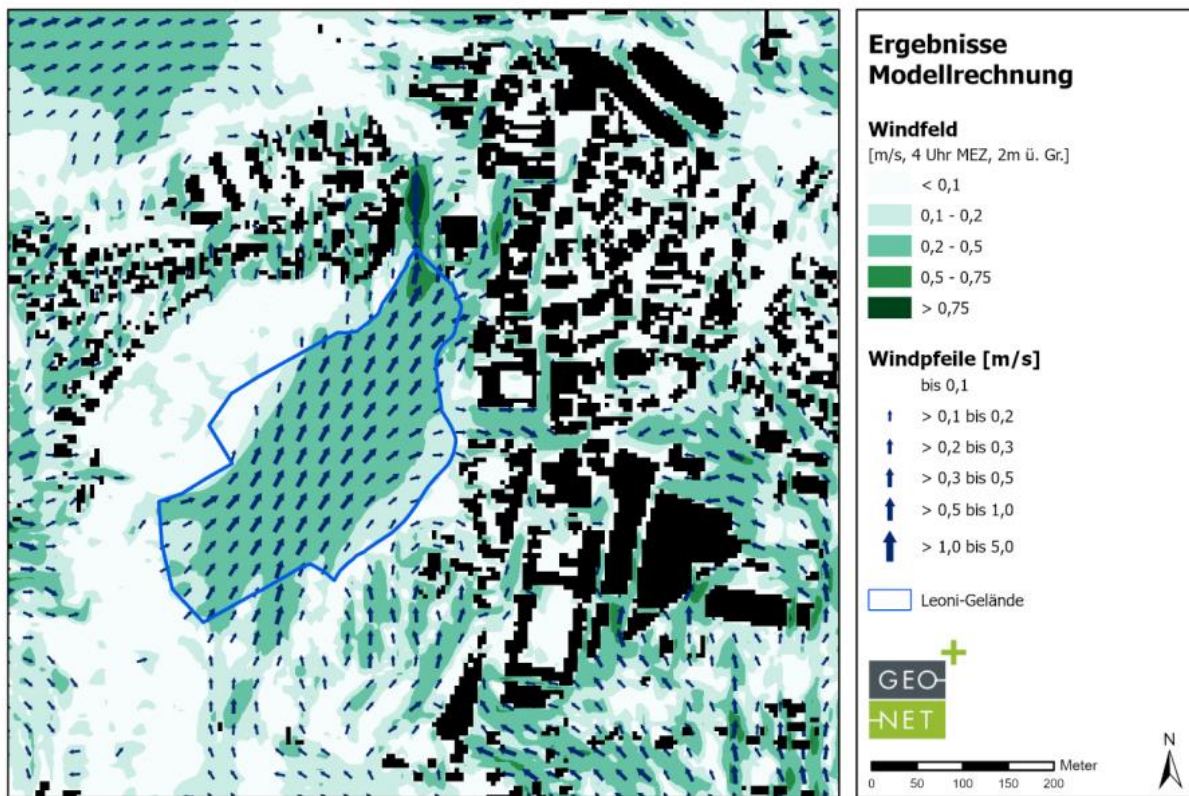 Ergebnisse
Modellrechnung
Windfeld
[m/s, 4 Uhr MEZ, 2m ü. Gr.]
< 0,1
0,1 - 0,2
0,2 - 0,5
0,5 - 0,75
> 0,75
Windpfeile [m/s]
bis 0,1
> 0,1 bis 0,2
> 0,2 bis 0,3
> 0,3 bis 0,5
> 0,5 bis 1,0
> 1,0 bis 5,0
Leoni-Gelände
GEO
NET
N
Meter
0 50 100 150 200